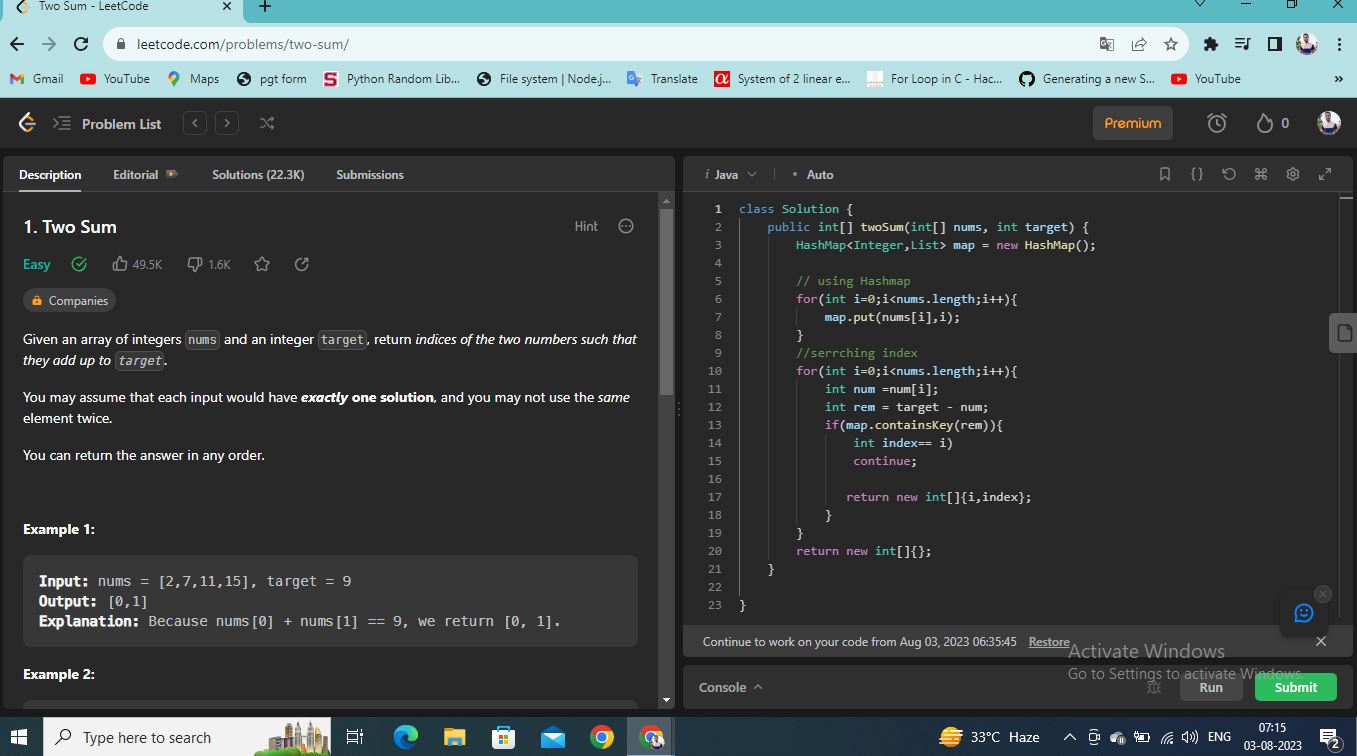 Two Sum - LeetCode
leetcode.com/problems/two-sum/
Gmail YouTube Maps pgt form Python Random Lib... File system | Node.j... Translate System of 2 linear e... For Loop in C - Hac... Generating a new S... YouTube »
Problem List Premium 0
Description Editorial Solutions (22.3K) Submissions
1. Two Sum Hint
Easy 49.5K 1.6K
Companies
Given an array of integers nums and an integer target, return indices of the two numbers such that
they add up to target.
You may assume that each input would have exactly one solution, and you may not use the same
element twice.
You can return the answer in any order.
Example 1:
Input: nums = [2,7,11,15], target = 9
Output: [0,1]
Explanation: Because nums[0] + nums[1] == 9, we return [0, 1].
Example 2:
i Java • Auto
1 class Solution {
2 public int[] twoSum(int[] nums, int target) {
3 HashMap<Integer,List> map = new HashMap();
4
5 // using Hashmap
6 for(int i=0;i<nums.length;i++){
7 map.put(nums[i],i);
8 }
9 //serrching index
10 for(int i=0;i<nums.length;i++){
11 int num =num[i];
12 int rem = target - num;
13 if(map.containsKey(rem)){
14 int index== i)
15 continue;
16
17 return new int[]{i,index};
18 }
19 }
20 return new int[]{};
21 }
22
23 }
Continue to work on your code from Aug 03, 2023 06:35:45 Restore
Activate Windows
Go to Settings to activate Windows.
Console Run Submit
Type here to search 33°C Haze ENG 07:15
03-08-2023 2